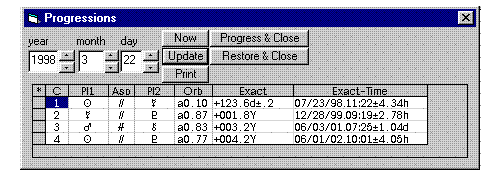 Progressions
year month day Now Progress & Close
1998 3 22 Update Restore & Close
Print
* C Pl1 Asp Pl2 Orb Exact Exact-Time
1 ☉ // ☿ a0.10 +123.6d±.2 07/23/98.11:22±4.34h
2 ☿ // ♇ a0.87 +001.8Y 12/28/99.09:19±2.78h
3 ♂ # ⚷ a0.83 +003.2Y 06/03/01.07:26±1.04d
4 ☉ // ♇ a0.77 +004.2Y 06/01/02.10:01±4.05h